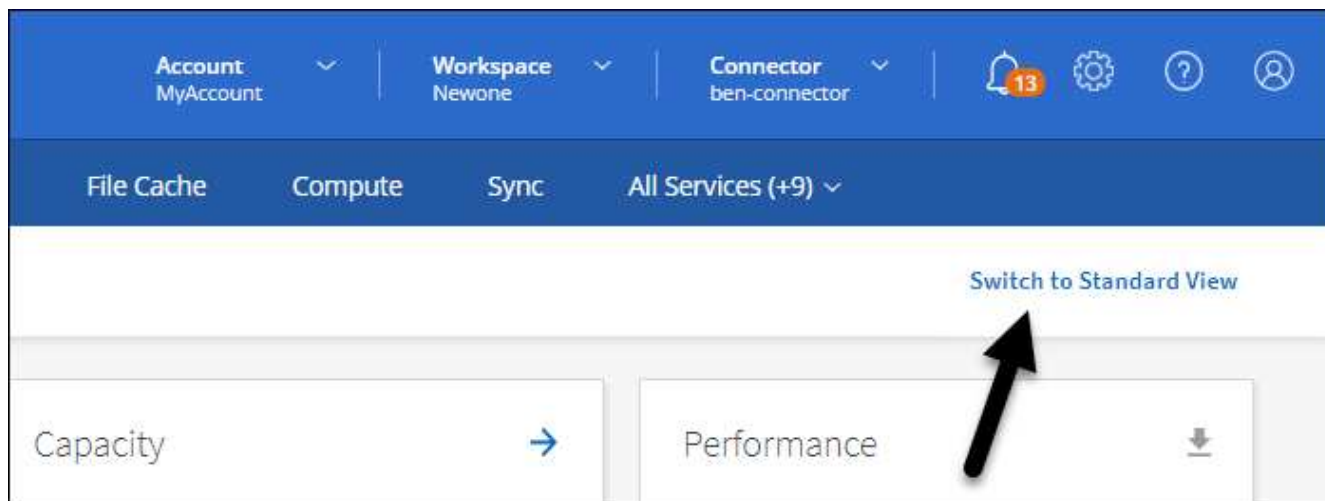 Account
MyAccount
Workspace
Newone
Connector
ben-connector
13
?
File Cache
Compute
Sync
All Services (+9)
Switch to Standard View
Capacity
Performance